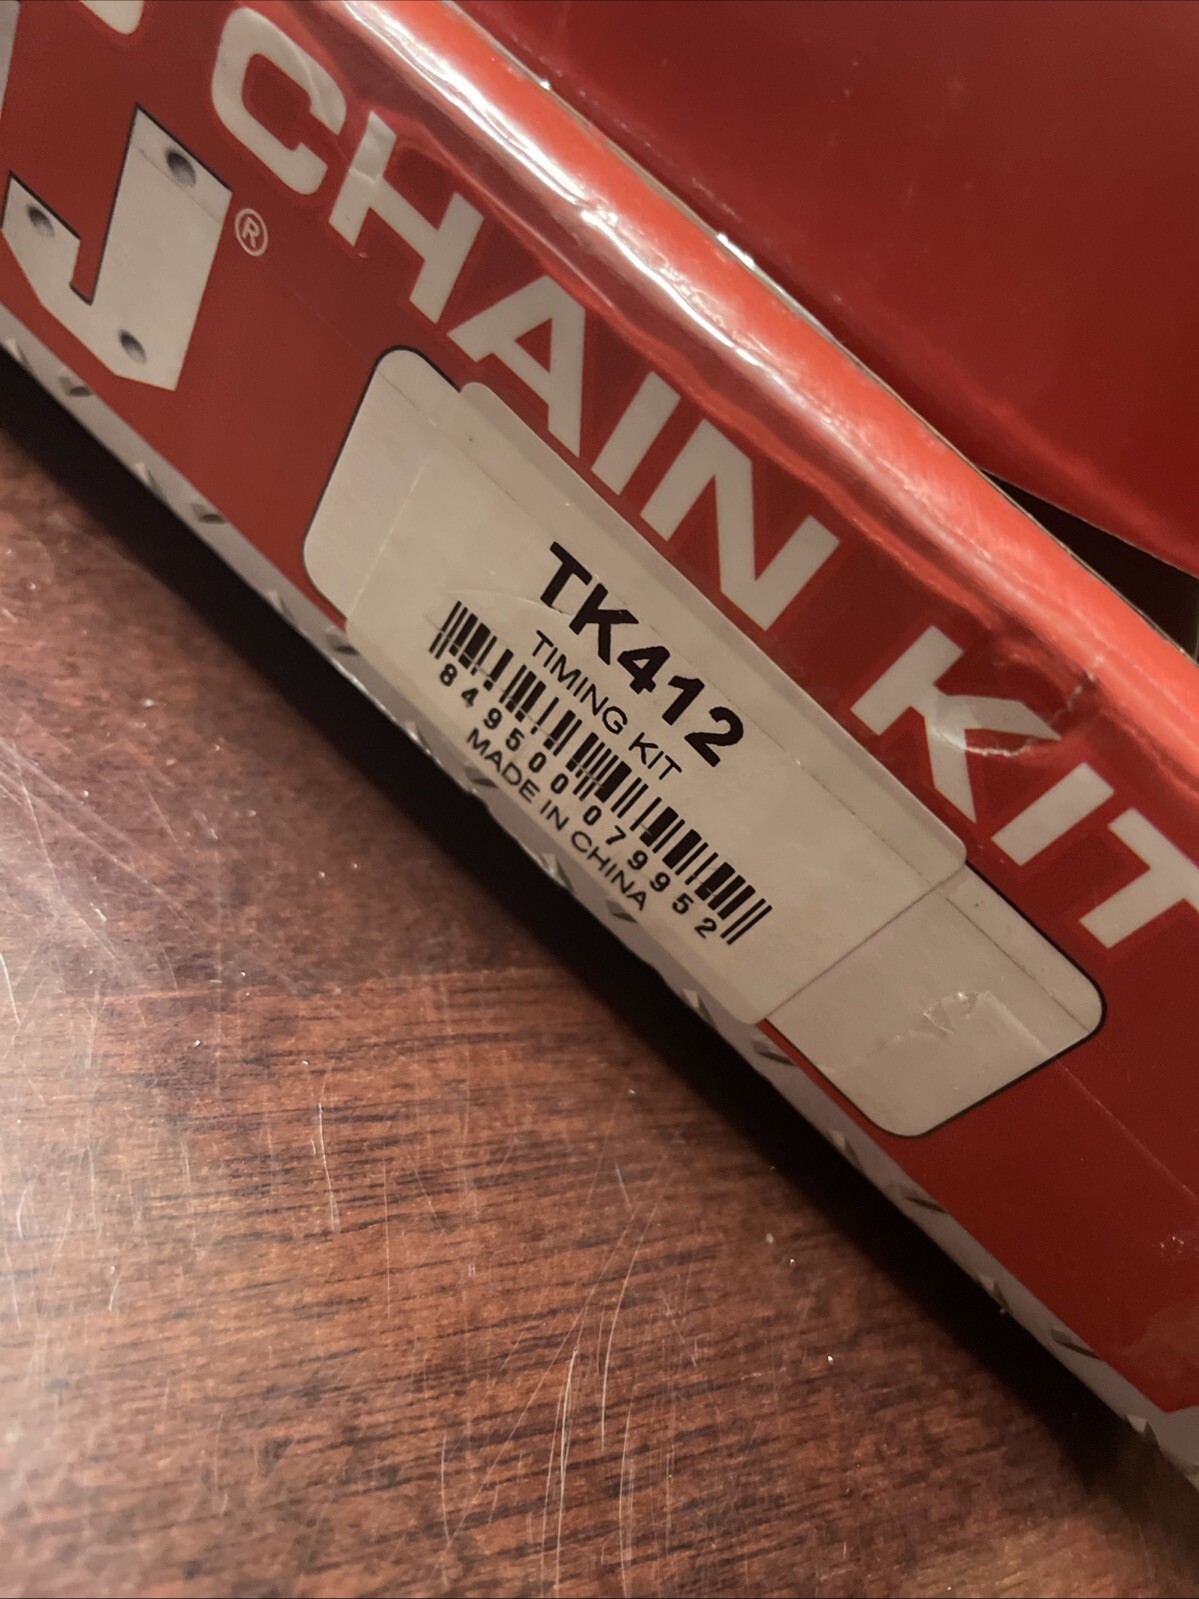 CHAIN KIT
J®
TK412
TIMING KIT
849500079952
MADE IN CHINA